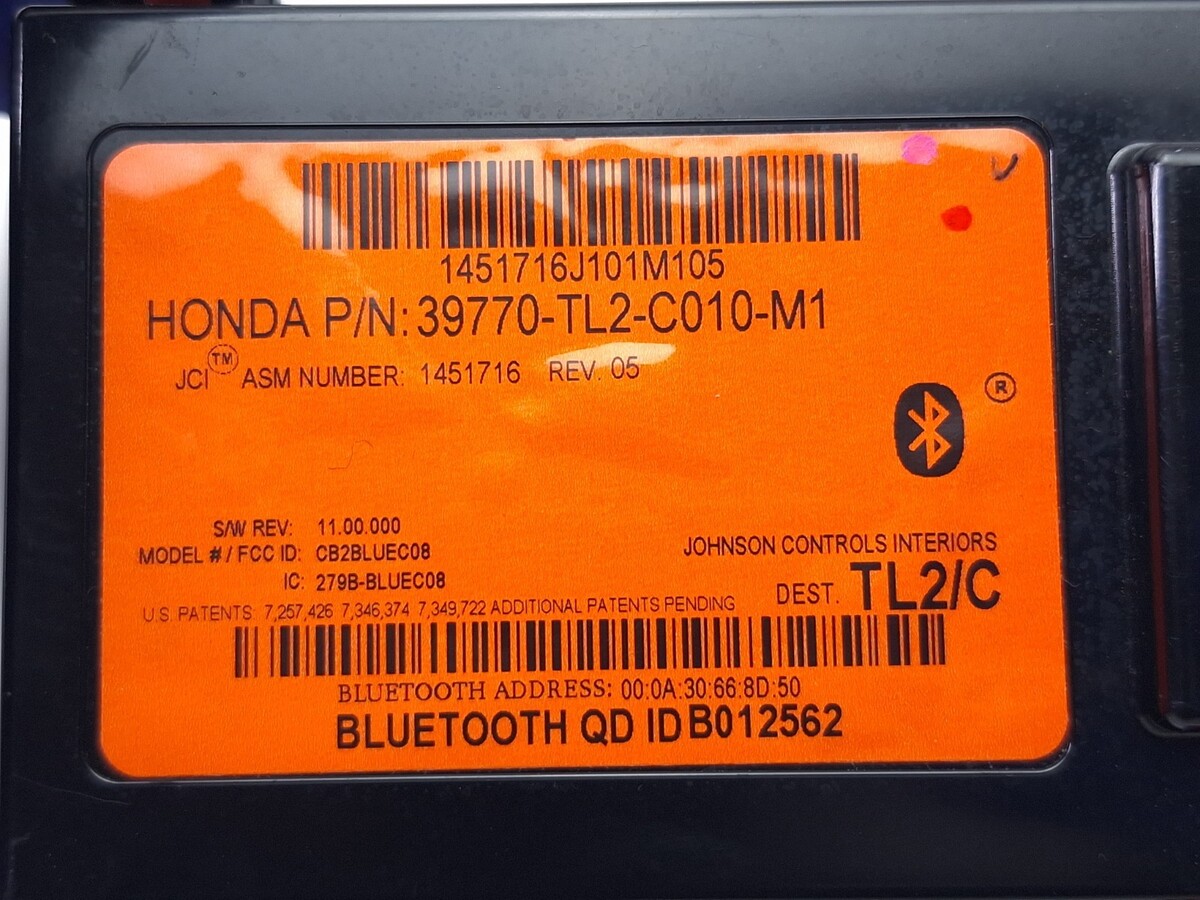 1451716J101M105
HONDA P/N: 39770-TL2-C010-M1
JCI™ ASM NUMBER: 1451716 REV. 05
®
S/W REV: 11.00.000
MODEL # / FCC ID: CB2BLUEC08
IC: 279B-BLUEC08
JOHNSON CONTROLS INTERIORS
DEST. TL2/C
U.S. PATENTS: 7,257,426 7,346,374 7,349,722 ADDITIONAL PATENTS PENDING
BLUETOOTH ADDRESS: 00:0A:30:66:8D:50
BLUETOOTH QD ID B012562